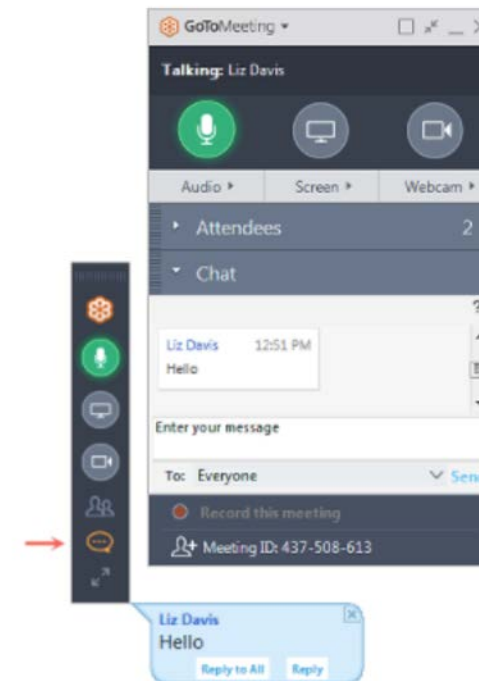 GoToMeeting
Talking: Liz Davis
Audio Screen Webcam
Attendees 2
Chat
?
Liz Davis 12:51 PM
Hello
Enter your message
To: Everyone Send
Record this meeting
Meeting ID: 437-508-613
Liz Davis
Hello
Reply to All Reply